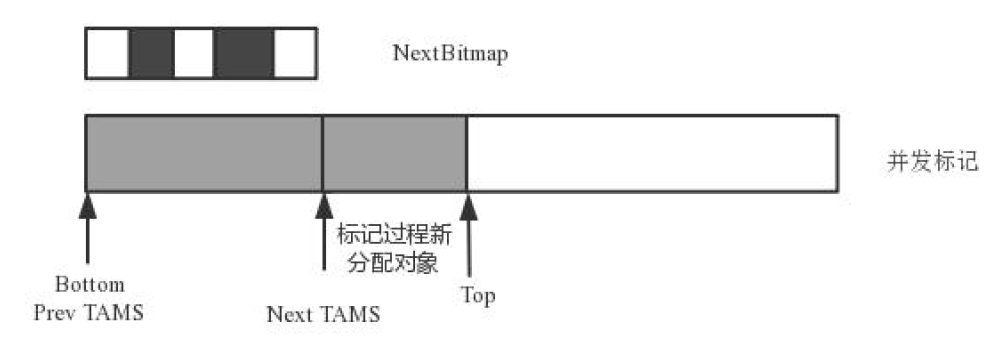 NextBitmap
并发标记
标记过程新
分配对象
Bottom
Prev TAMS
Next TAMS
Top